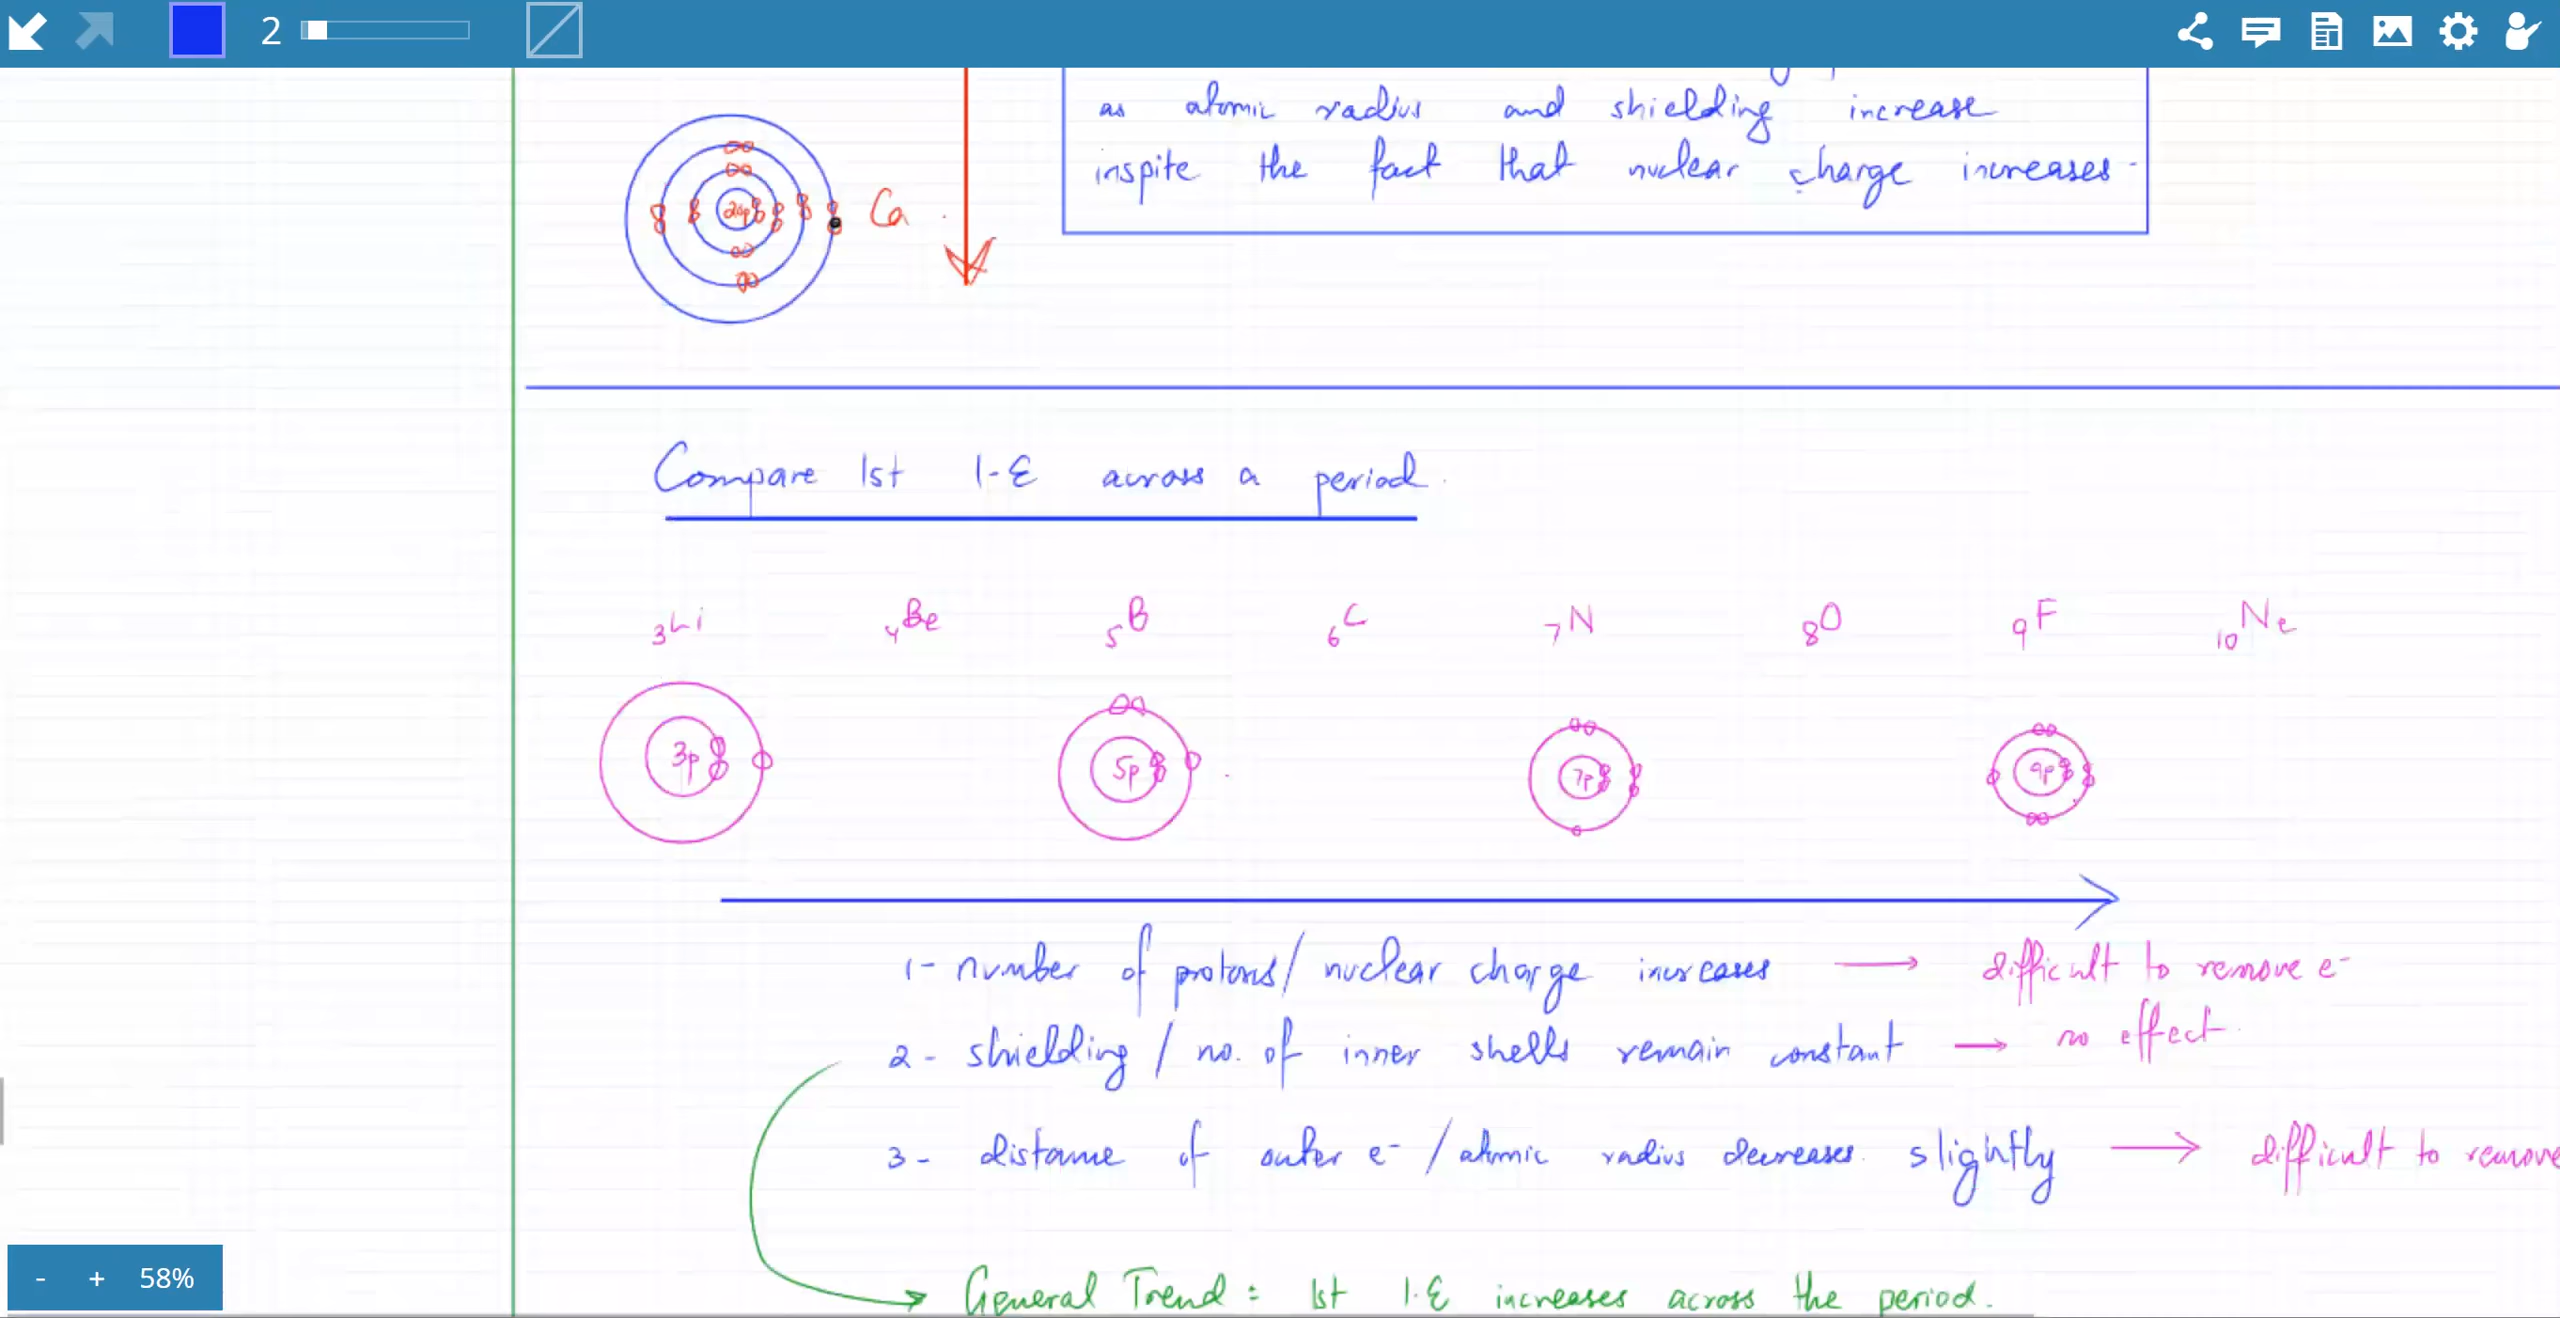 2
as atomic radius and shielding increase
inspite the fact that nuclear charge increases.
20p Ca
Compare 1st I-E across a period.
3Li 4Be 5B 6C 7N 8O 9F 10Ne
3p 5p 7p 9p
1- number of protons/ nuclear charge increases → difficult to remove e-
2- shielding / no. of inner shells remain constant → no effect.
3- distance of outer e- / atomic radius decreases slightly → difficult to remove
General Trend: 1st I.E increases across the period.
- + 58%